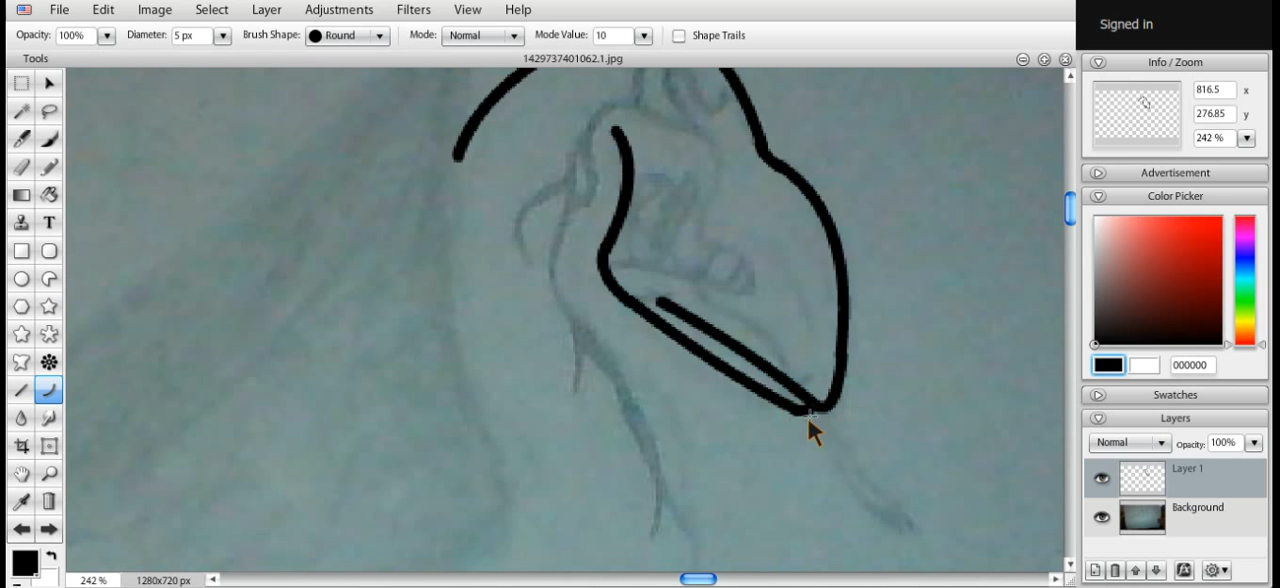 File Edit Image Select Layer Adjustments Filters View Help
Signed in
Opacity: 100% Diameter: 5 px Brush Shape: Round Mode: Normal Mode Value: 10 Shape Trails
Tools
1429737401062.1.jpg
Info / Zoom
816.5 x
276.85 y
242 %
Advertisement
Color Picker
000000
Swatches
Layers
Normal Opacity: 100%
Layer 1
Background
242 % 1280x720 px